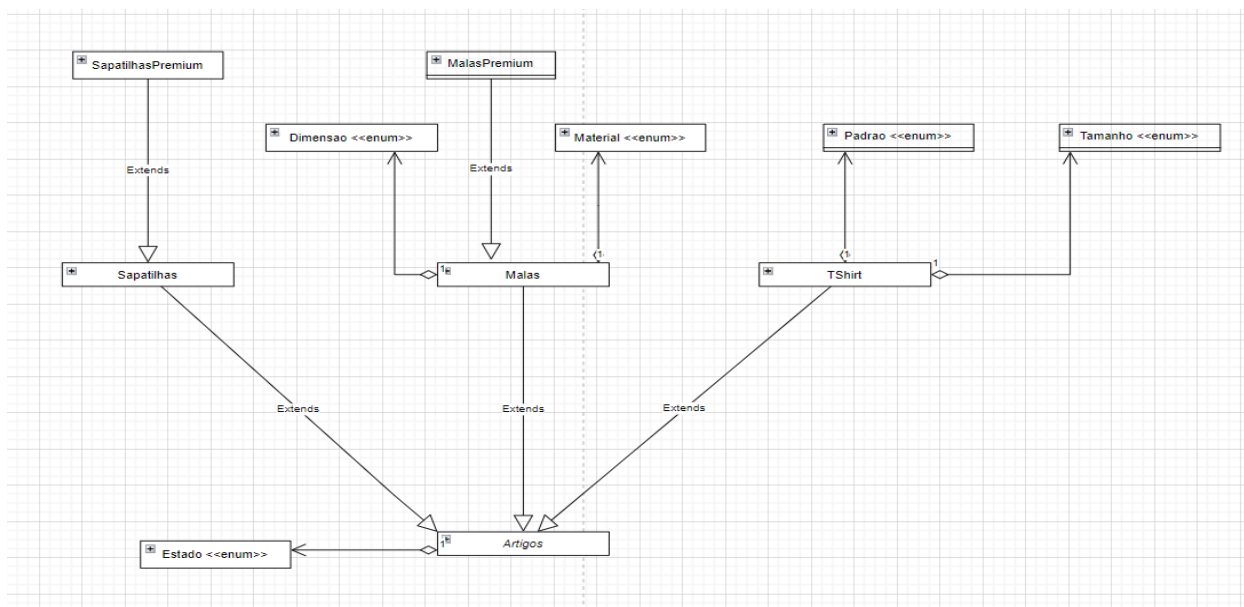 SapatilhasPremium
MalasPremium
Dimensao <<enum>>
Material <<enum>>
Padrao <<enum>>
Tamanho <<enum>>
Extends
Extends
1
1
1
1
Sapatilhas
Malas
TShirt
Extends
Extends
Extends
1
Artigos
Estado <<enum>>